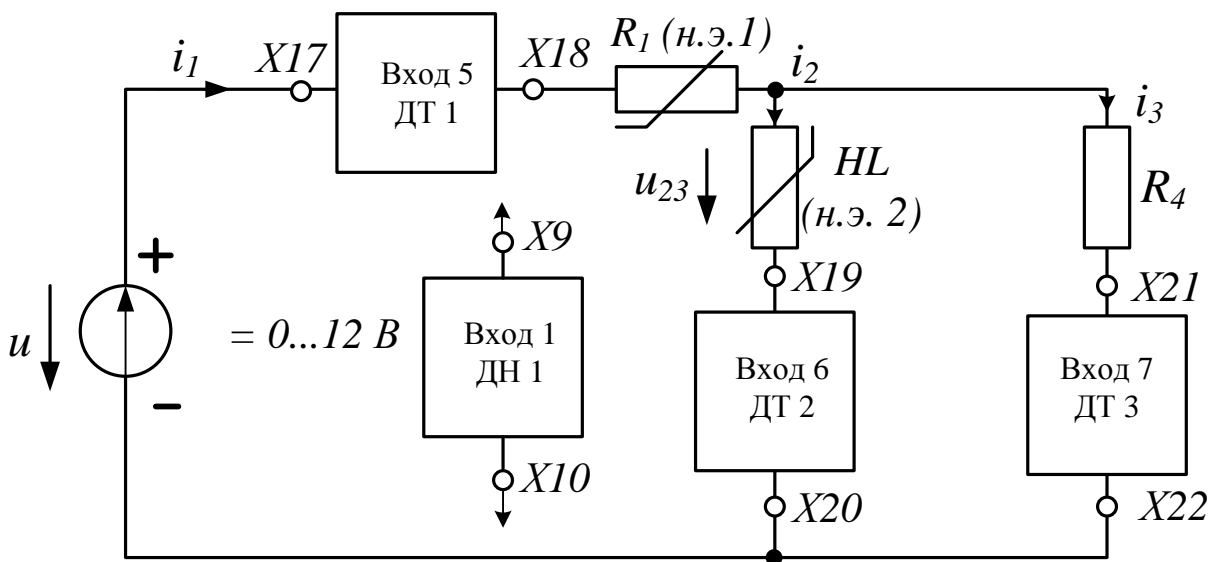 i1
X17
Вход 5
ДТ 1
X18
R1 (н.э.1)
i2
i3
u23
HL
(н.э. 2)
R4
X9
+
X19
X21
u
= 0...12 В
Вход 1
ДН 1
Вход 6
ДТ 2
Вход 7
ДТ 3
−
X10
X20
X22